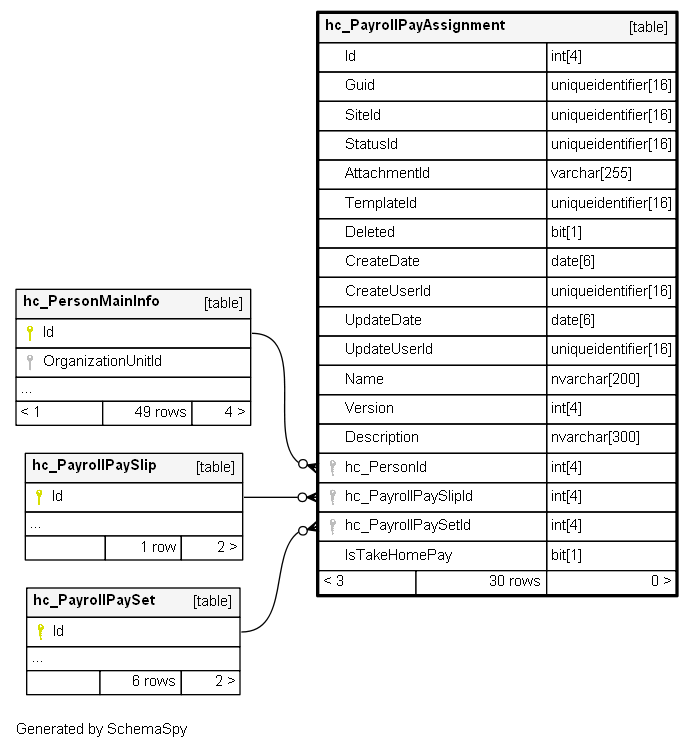 hc_PayrollPayAssignment [table]
Id int[4]
Guid uniqueidentifier[16]
SiteId uniqueidentifier[16]
StatusId uniqueidentifier[16]
AttachmentId varchar[255]
TemplateId uniqueidentifier[16]
Deleted bit[1]
CreateDate date[6]
CreateUserId uniqueidentifier[16]
UpdateDate date[6]
UpdateUserId uniqueidentifier[16]
Name nvarchar[200]
Version int[4]
Description nvarchar[300]
hc_PersonId int[4]
hc_PayrollPaySlipId int[4]
hc_PayrollPaySetId int[4]
IsTakeHomePay bit[1]
< 3 30 rows 0 >
hc_PersonMainInfo [table]
Id
OrganizationUnitId
...
< 1 49 rows 4 >
hc_PayrollPaySlip [table]
Id
...
1 row 2 >
hc_PayrollPaySet [table]
Id
...
6 rows 2 >
Generated by SchemaSpy